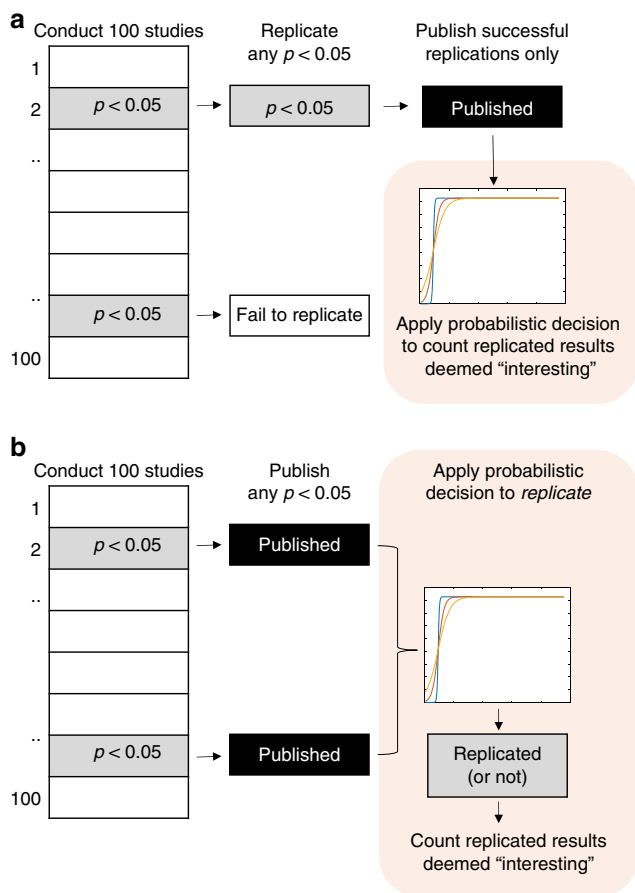 a
Conduct 100 studies
Replicate
any p < 0.05
Publish successful
replications only
1
2
p < 0.05
p < 0.05
Published
..
..
p < 0.05
Fail to replicate
100
Apply probabilistic decision
to count replicated results
deemed “interesting”
b
Conduct 100 studies
Publish
any p < 0.05
Apply probabilistic
decision to replicate
1
2
p < 0.05
Published
..
..
p < 0.05
Published
100
Replicated
(or not)
Count replicated results
deemed “interesting”